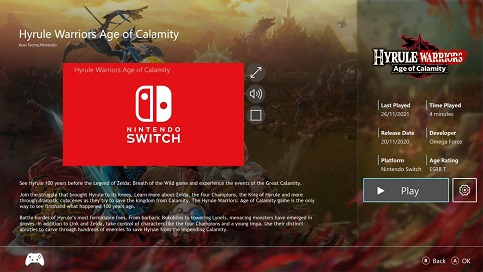 Hyrule Warriors Age of Calamity
Koei Tecmo,Nintendo
Hyrule Warriors Age of Calamity
NINTENDO
SWITCH
HYRULE WARRIORS
Age of Calamity
Last Played
Time Played
26/11/2021
4 minutes
Release Date
Developer
20/11/2020
Omega Force
Platform
Age Rating
Nintendo Switch
ESRB T
Play
See Hyrule 100 years before the Legend of Zelda: Breath of the Wild game and experience the events of the Great Calamity.
Join the struggle that brought Hyrule to its knees. Learn more about Zelda, the four Champions, the King of Hyrule and more
through dramatic cutscenes as they try to save the kingdom from Calamity. The Hyrule Warriors: Age of Calamity game is the only
way to see firsthand what happened 100 years ago.
Battle hordes of Hyrule's most formidable foes. From barbaric Bokoblins to towering Lynels, menacing monsters have emerged in
droves. In addition to Link and Zelda, take control of characters like the four Champions and a young Impa. Use their distinct
abilities to carve through hundreds of enemies to save Hyrule from the impending Calamity.
B Back
A OK